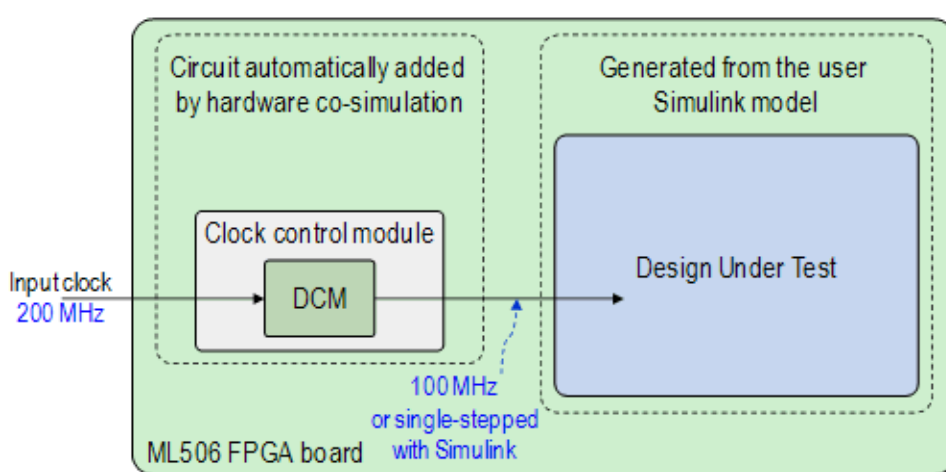 Circuit automatically added
by hardware co-simulation
Generated from the user
Simulink model
Clock control module
DCM
Input clock
200 MHz
Design Under Test
100 MHz
or single-stepped
with Simulink
ML506 FPGA board